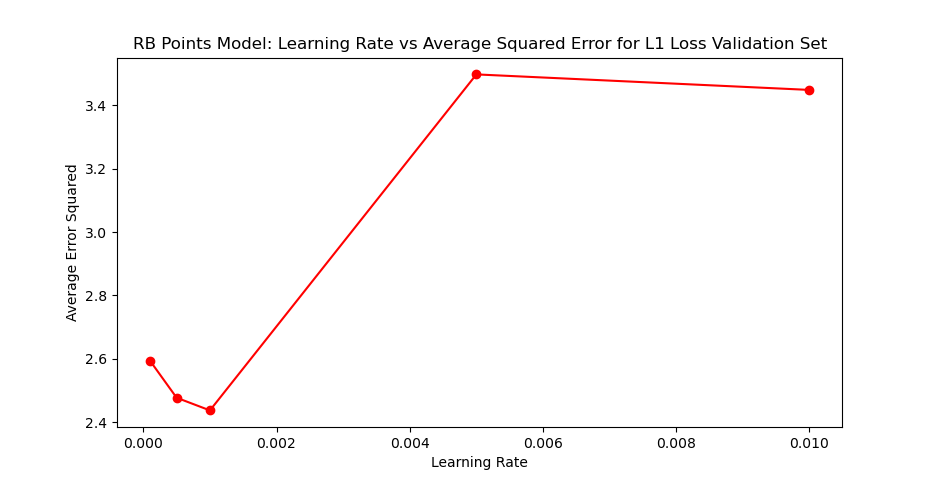 RB Points Model: Learning Rate vs Average Squared Error for L1 Loss Validation Set
Average Error Squared
3.4
3.2
3.0
2.8
2.6
2.4
0.000 0.002 0.004 0.006 0.008 0.010
Learning Rate